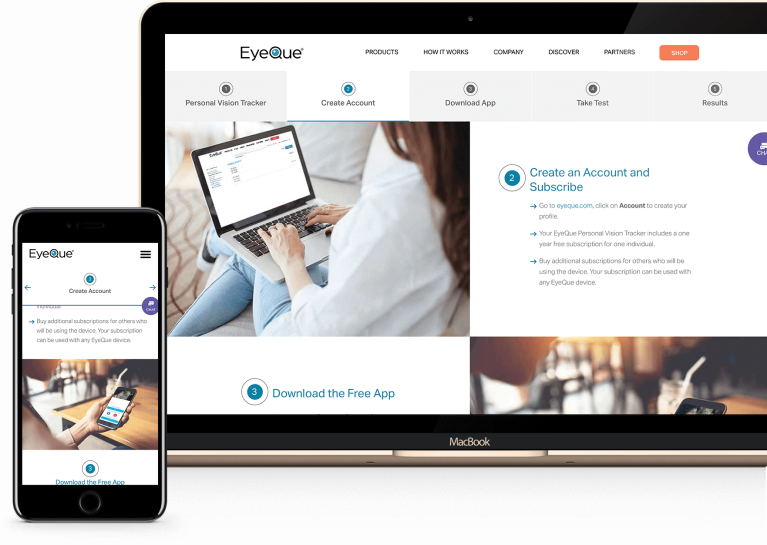 EyeQue
PRODUCTS HOW IT WORKS COMPANY DISCOVER PARTNERS SHOP
1 2 3 4 5
Personal Vision Tracker Create Account Download App Take Test Results
EyeQue
2 Create an Account and
Subscribe
→ Go to eyeque.com, click on Account to create your
profile.
→ Your EyeQue Personal Vision Tracker includes a one
year free subscription for one individual.
→ Buy additional subscriptions for others who will be
using the device. Your subscription can be used with
any EyeQue device.
3 Download the Free App
MacBook
EyeQue
2
← Create Account →
individual.
CHAT
→ Buy additional subscriptions for others who
will be using the device. Your subscription
can be used with any EyeQue device.
3
Download the Free App